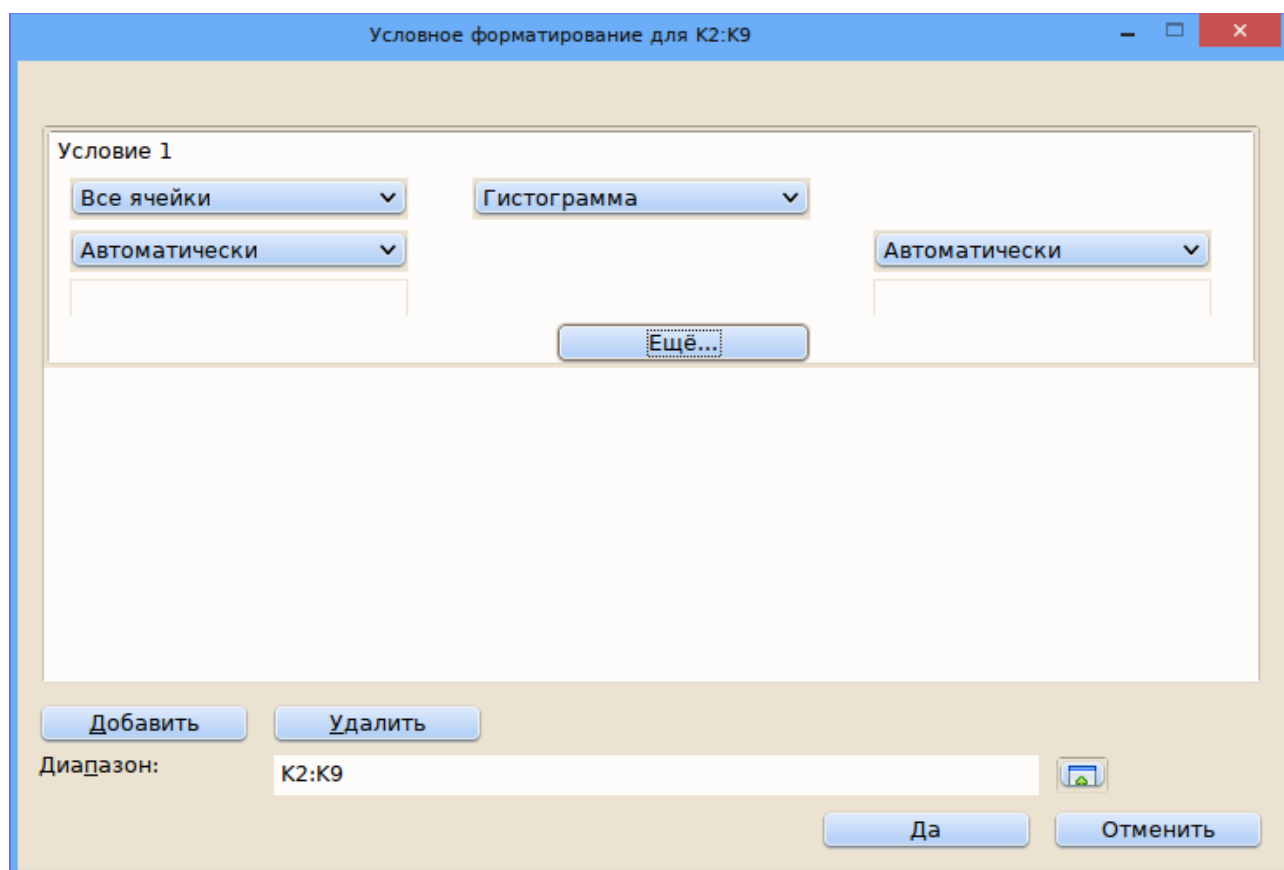 Условное форматирование для K2:K9
Условие 1
Все ячейки Гистограмма
Автоматически Автоматически
Ещё...
Добавить Удалить
Диапазон: K2:K9
Да Отменить